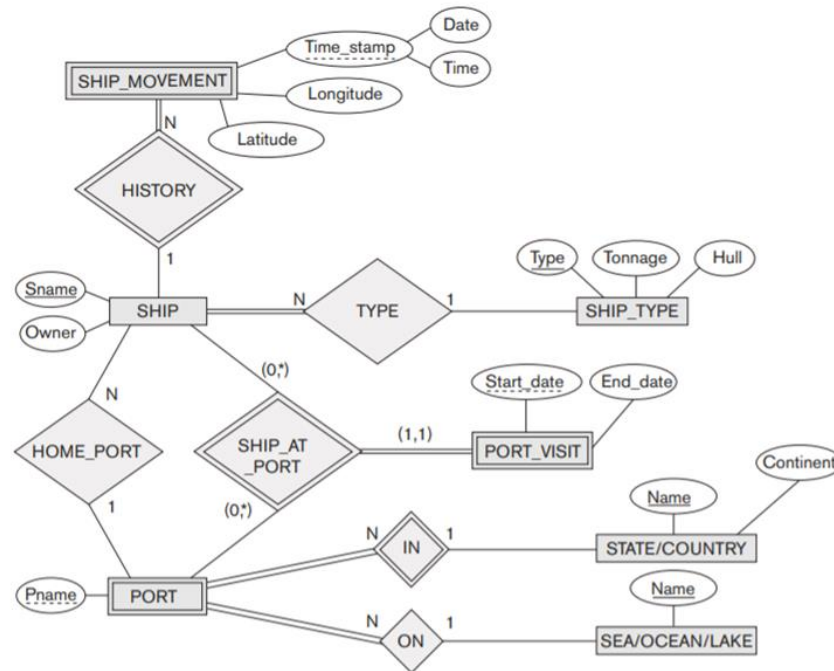 Date
Time_stamp
Time
SHIP_MOVEMENT
Longitude
N
Latitude
HISTORY
1
Type
Tonnage
Hull
Sname
N
1
SHIP
TYPE
SHIP_TYPE
Owner
(0,*)
Start_date
End_date
N
(1,1)
HOME_PORT
SHIP_AT
_PORT
PORT_VISIT
Continent
1
(0,*)
Name
N
1
IN
STATE/COUNTRY
Pname
PORT
Name
N
1
ON
SEA/OCEAN/LAKE